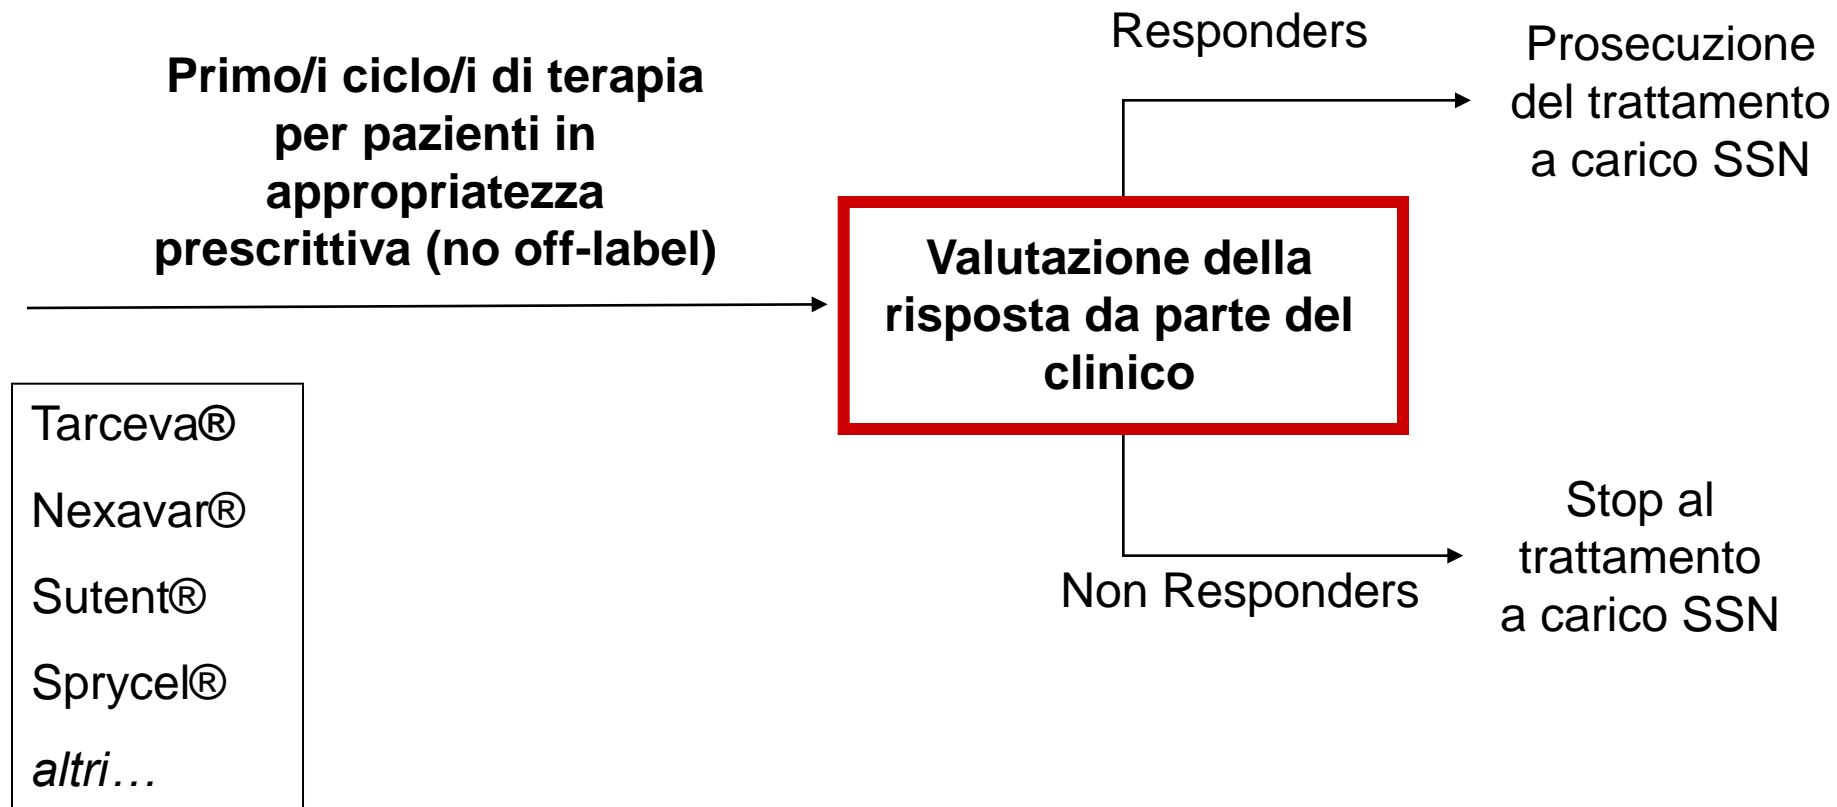 Primo/i ciclo/i di terapia
per pazienti in
appropriatezza
prescrittiva (no off-label)
Tarceva®
Nexavar®
Sutent®
Sprycel®
altri…
Valutazione della
risposta da parte del
clinico
Responders
Prosecuzione
del trattamento
a carico SSN
Non Responders
Stop al
trattamento
a carico SSN